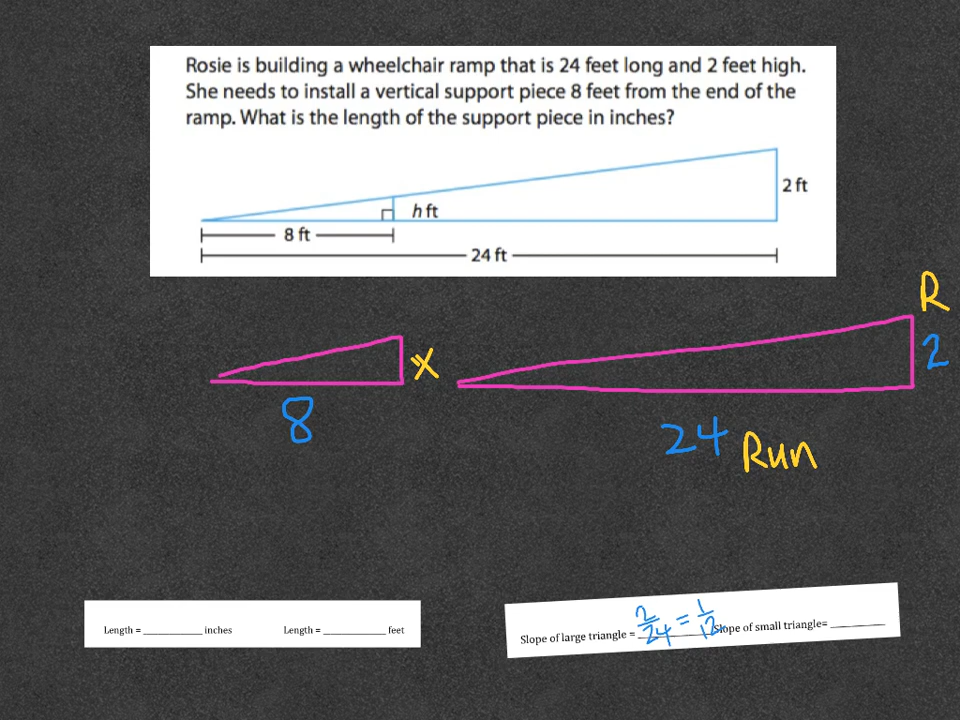 Rosie is building a wheelchair ramp that is 24 feet long and 2 feet high.
She needs to install a vertical support piece 8 feet from the end of the
ramp. What is the length of the support piece in inches?
2 ft
h ft
8 ft
24 ft
R
2
X
8
24 Run
Length = ____________ inches Length = ____________ feet
Slope of large triangle = 2/24 = 1/12 Slope of small triangle= ___________